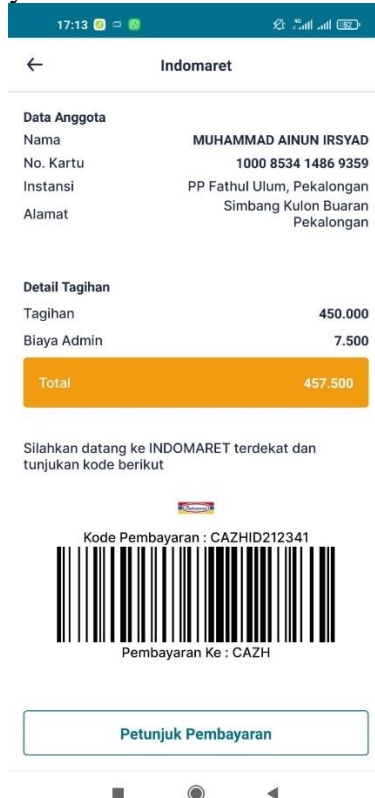 17:13 52
Indomaret
Data Anggota
Nama MUHAMMAD AINUN IRSYAD
No. Kartu 1000 8534 1486 9359
Instansi PP Fathul Ulum, Pekalongan
Alamat Simbang Kulon Buaran
Pekalongan
Detail Tagihan
Tagihan 450.000
Biaya Admin 7.500
Total 457.500
Silahkan datang ke INDOMARET terdekat dan
tunjukan kode berikut
Kode Pembayaran : CAZHID212341
Pembayaran Ke : CAZH
Petunjuk Pembayaran